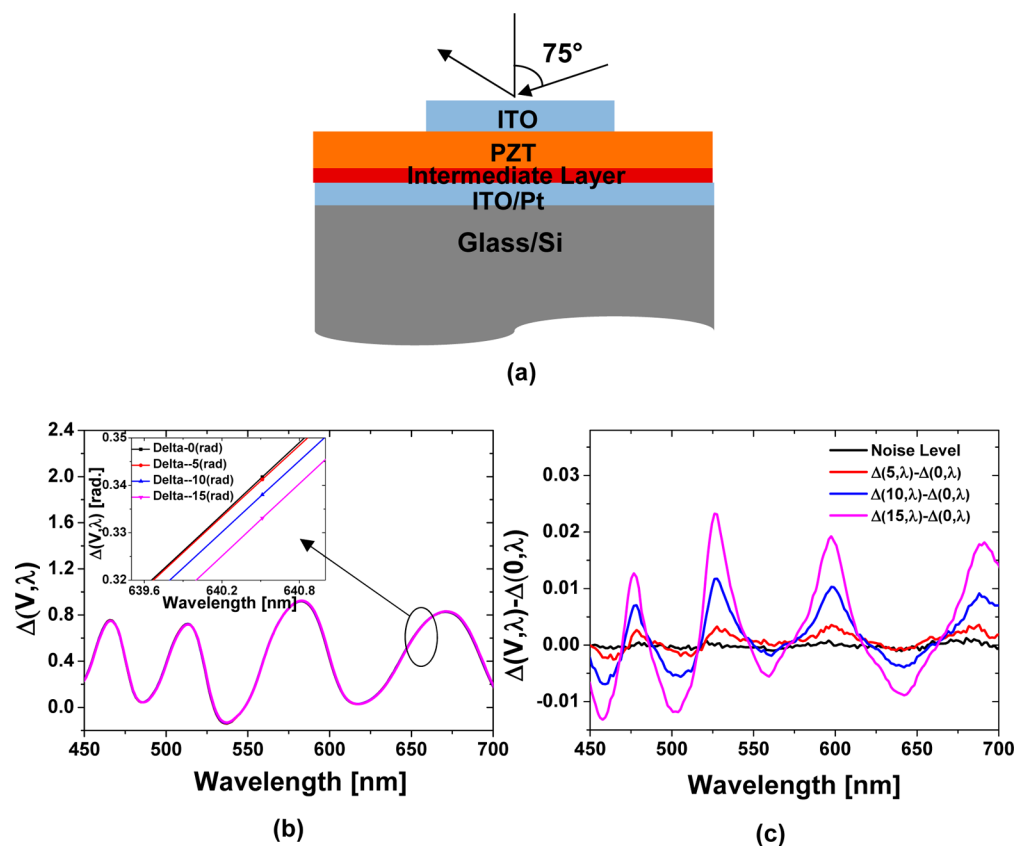 75°
ITO
PZT
Intermediate Layer
ITO/Pt
Glass/Si
(a)
Δ(V,λ)
2.4
2.0
1.6
1.2
0.8
0.4
0.0
450 500 550 600 650 700
Wavelength [nm]
Δ(V,λ) [rad.]
0.35
0.34
0.33
0.32
639.6 640.2 640.8
Wavelength [nm]
Delta-0(rad)
Delta--5(rad)
Delta--10(rad)
Delta--15(rad)
(b)
Δ(V,λ)-Δ(0,λ)
0.03
0.02
0.01
0.00
-0.01
450 500 550 600 650 700
Wavelength [nm]
Noise Level
Δ(5,λ)-Δ(0,λ)
Δ(10,λ)-Δ(0,λ)
Δ(15,λ)-Δ(0,λ)
(c)